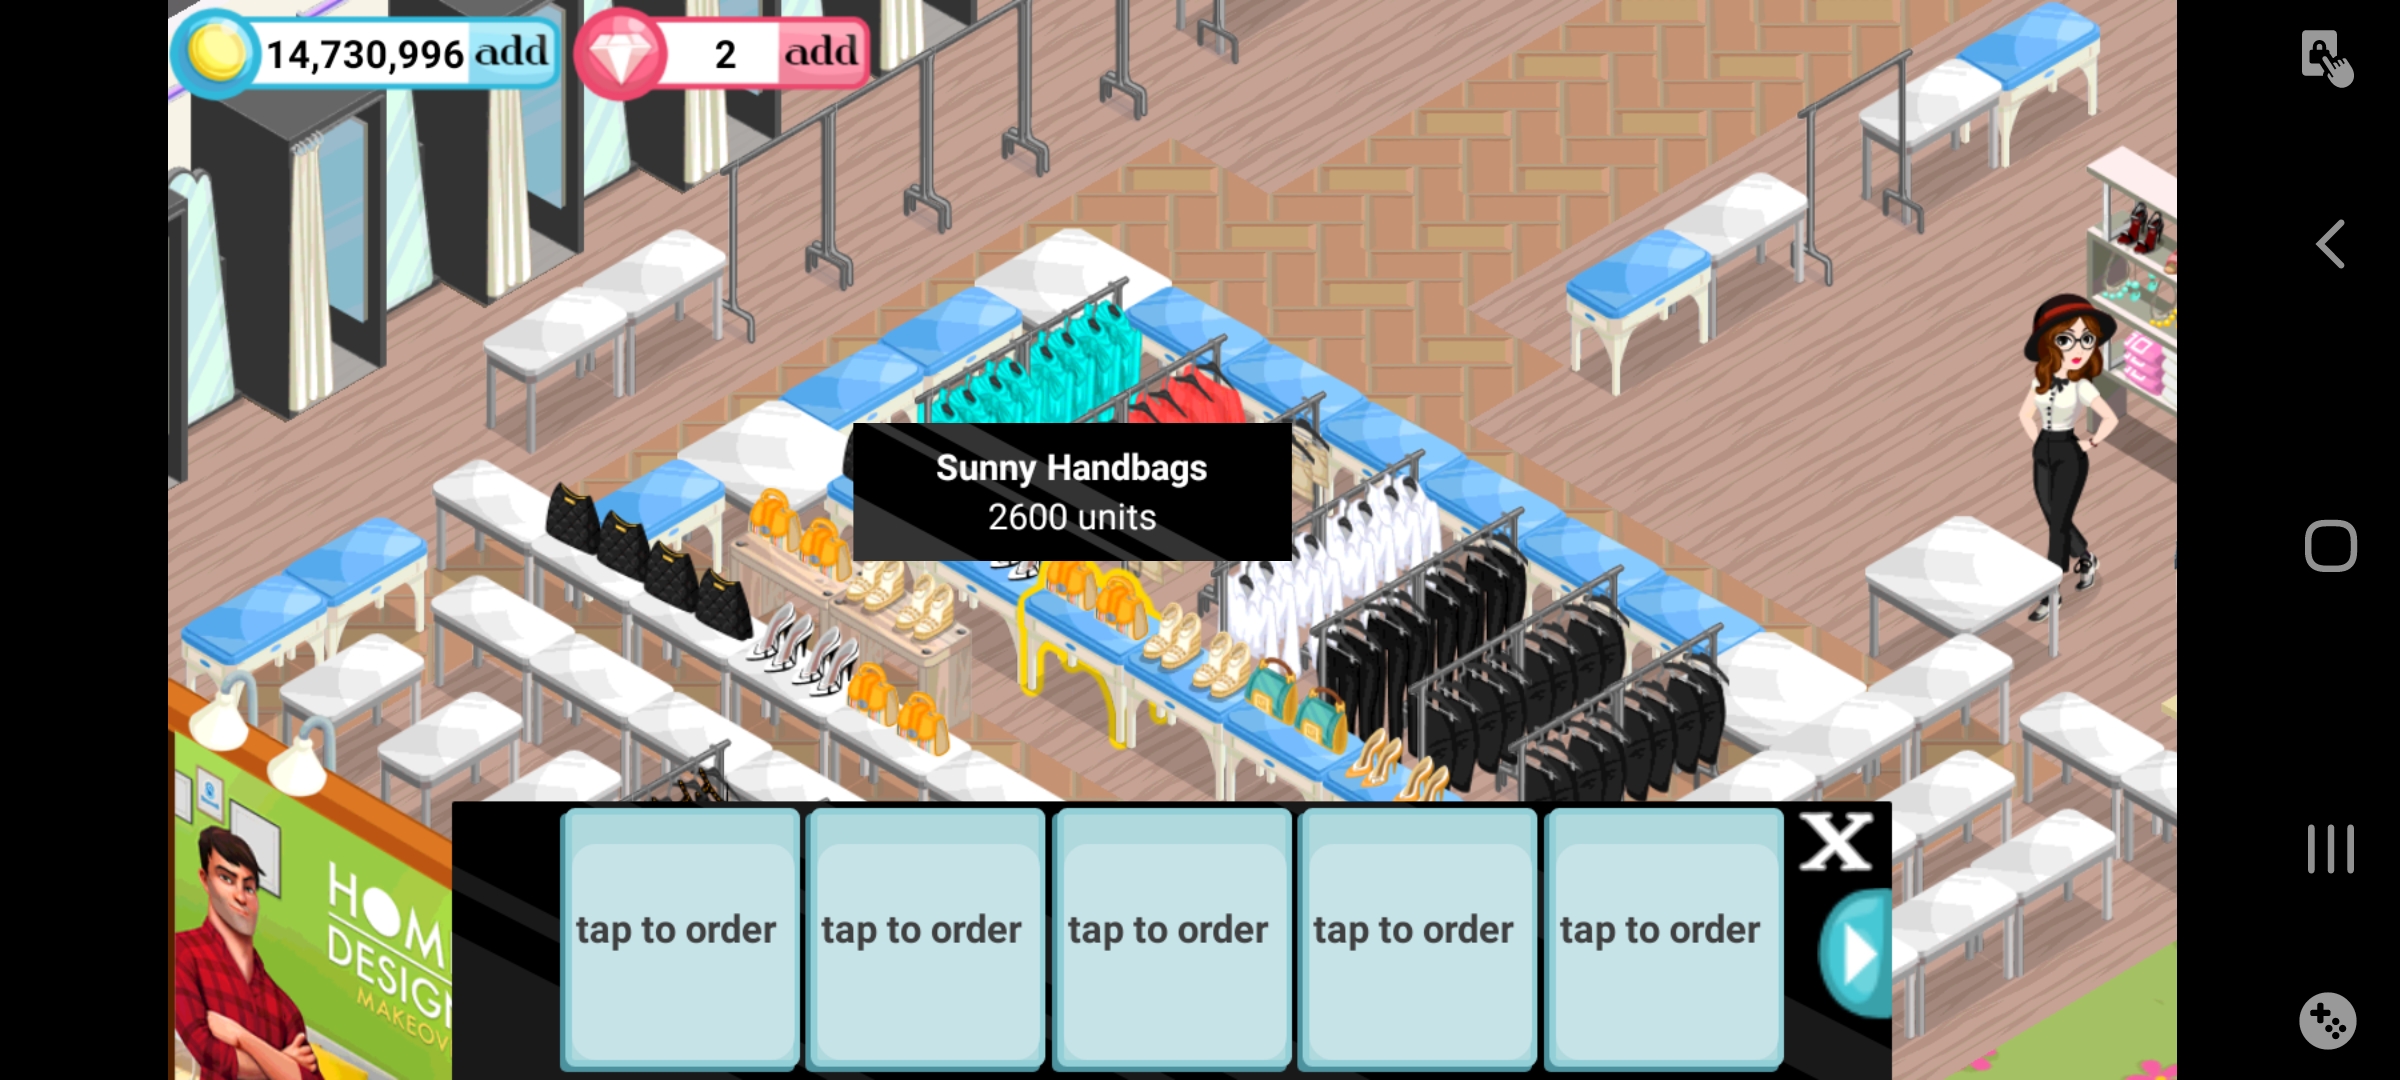 14,730,996 add
2 add
Sunny Handbags
2600 units
tap to order
tap to order
tap to order
tap to order
tap to order
X
HOM
DESIG
MAKEOV